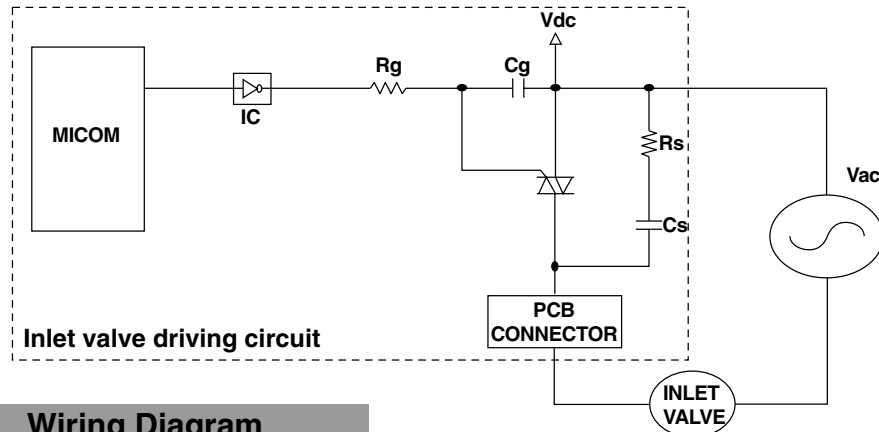 Vdc
Rg
Cg
IC
MICOM
Rs
Vac
Cs
PCB
CONNECTOR
Inlet valve driving circuit
INLET
VALVE
Wiring Diagram